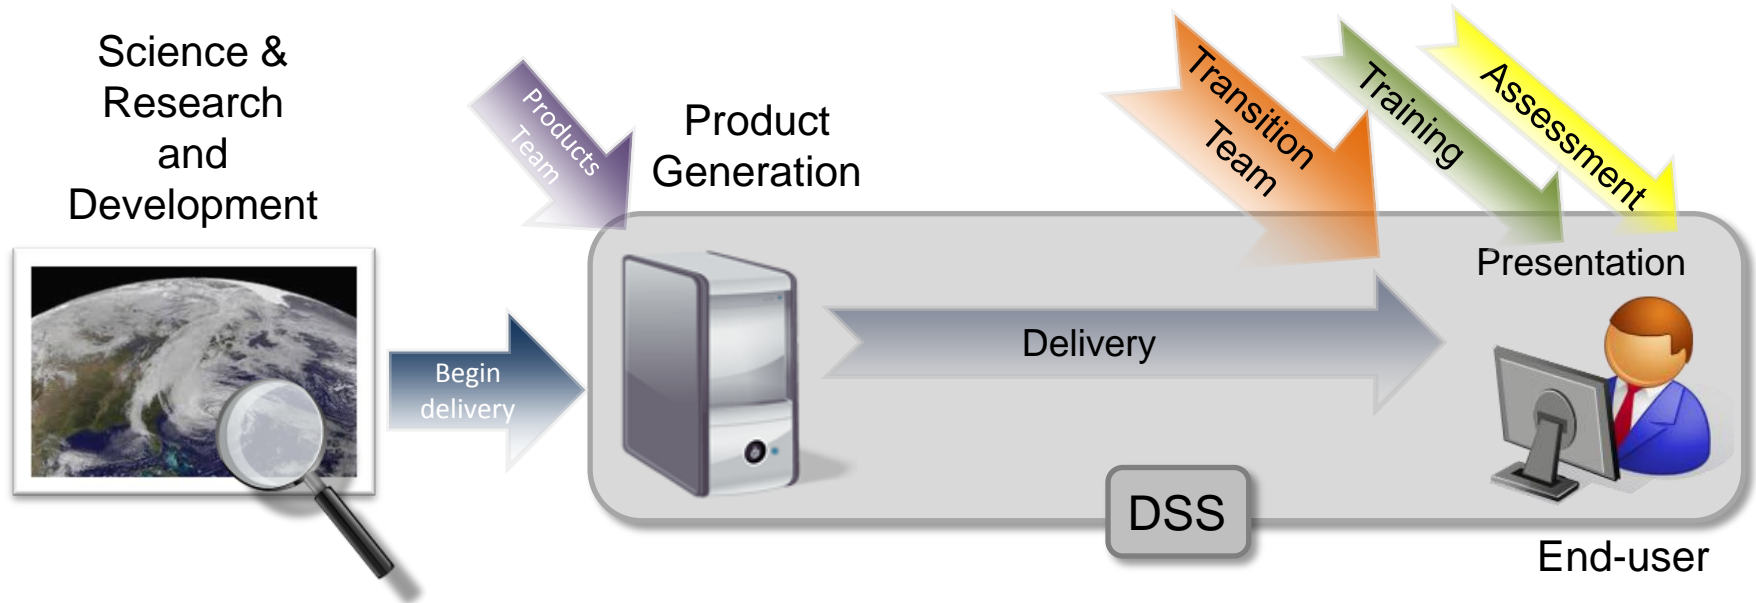 Science &
Research
and
Development
Products
Team
Product
Generation
Transition
Team
Training
Assessment
Presentation
Begin
delivery
Delivery
DSS
End-user